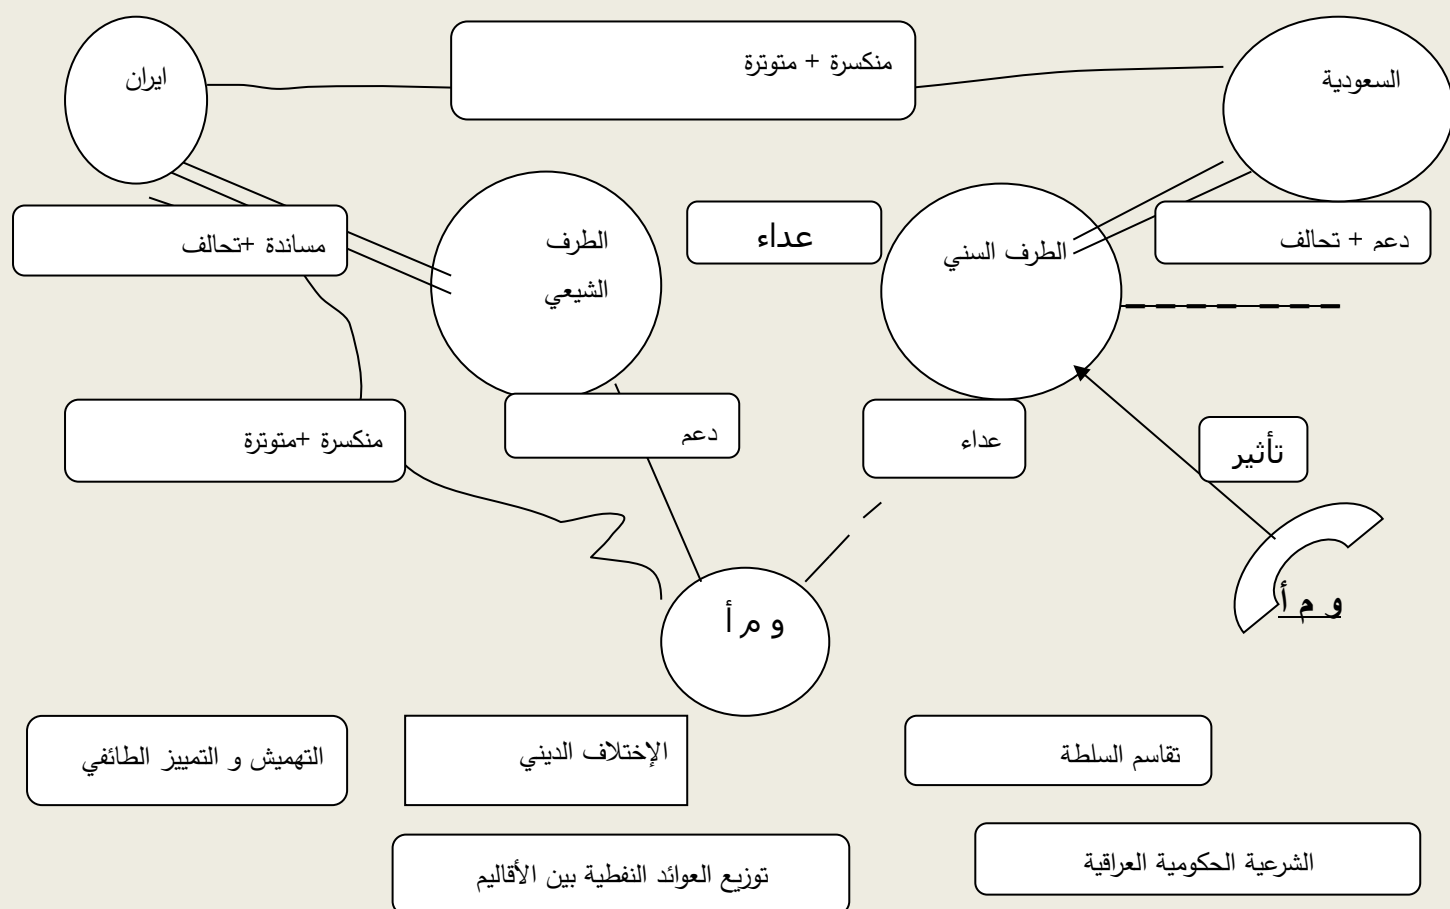 السعودية
منكسرة + متوترة
ايران
دعم + تحالف
الطرف السني
عداء
الطرف
الشيعي
مساندة +تحالف
تأثير
عداء
دعم
منكسرة +متوترة
و م أ
و م أ
تقاسم السلطة
الإختلاف الديني
التهميش و التمييز الطائفي
الشرعية الحكومية العراقية
توزيع العوائد النفطية بين الأقاليم